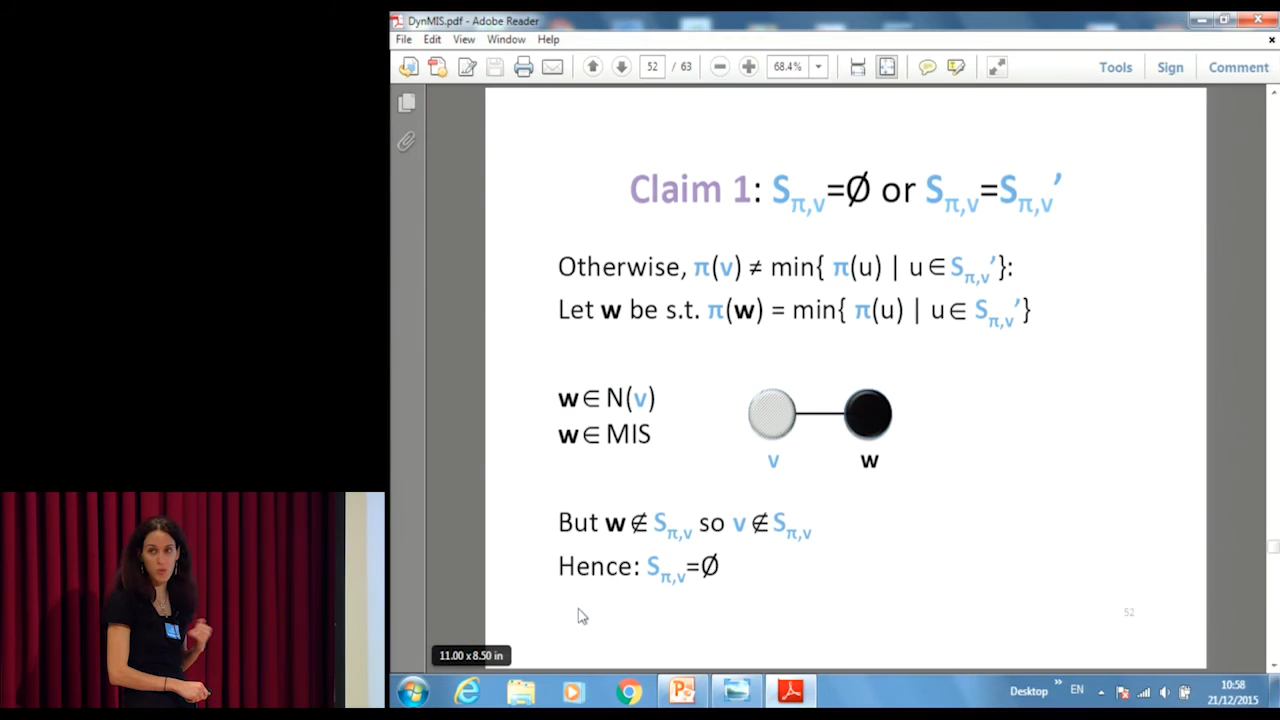 DynMIS.pdf - Adobe Reader
File Edit View Window Help
52 / 63 68.4% Tools Sign Comment
Claim 1: Sπ,v=Ø or Sπ,v=Sπ,v’
Otherwise, π(v) ≠ min{ π(u) | u∈ Sπ,v’}:
Let w be s.t. π(w) = min{ π(u) | u∈ Sπ,v’}
w∈ N(v)
w∈ MIS
v w
But w∉ Sπ,v so v∉ Sπ,v
Hence: Sπ,v=Ø
52
11.00 x 8.50 in
Desktop » EN 10:58
21/12/2015